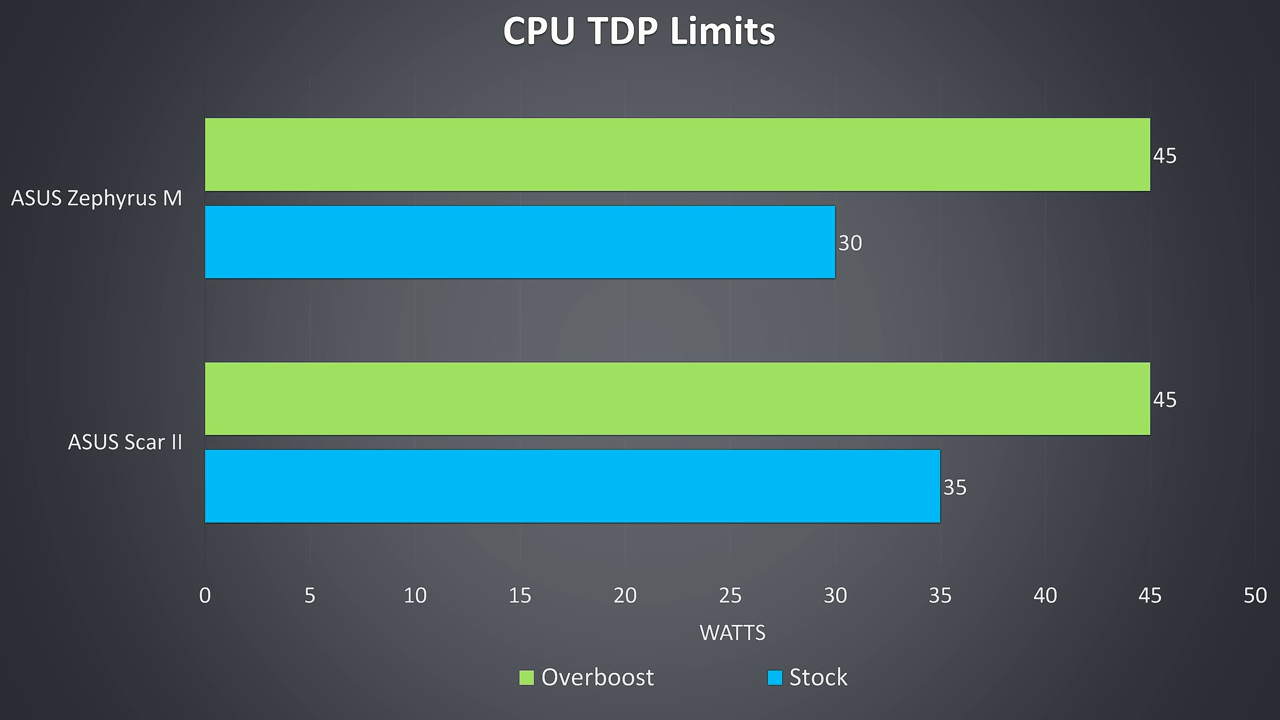 CPU TDP Limits
ASUS Zephyrus M
45
30
ASUS Scar II
45
35
0 5 10 15 20 25 30 35 40 45 50
WATTS
Overboost Stock